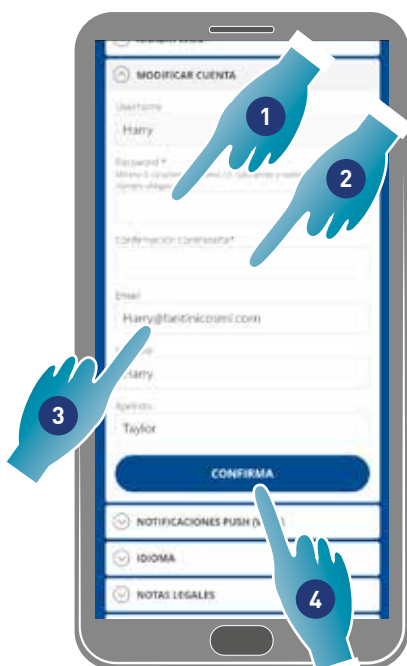 MODIFICAR CUENTA
1
Username
Harry
Password *
2
Confirmación Contraseña*
Email
Harry@fantinicosmi.com
Harry
3
Apellido
Taylor
CONFIRMA
NOTIFICACIONES PUSH
IDIOMA
NOTAS LEGALES
4